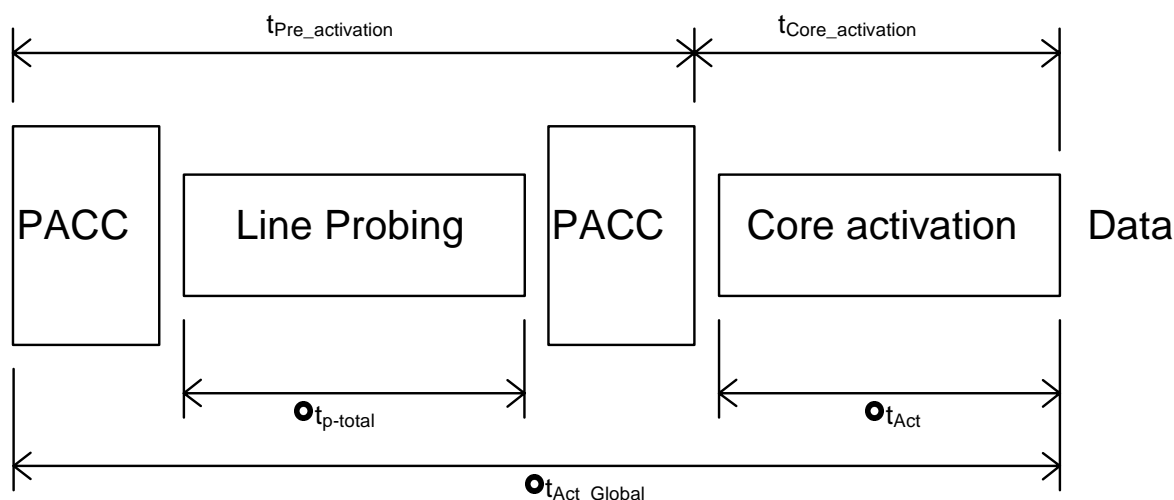 tPre_activation tCore_activation
PACC Line Probing PACC Core activation Data
tp-total tAct
tAct_Global